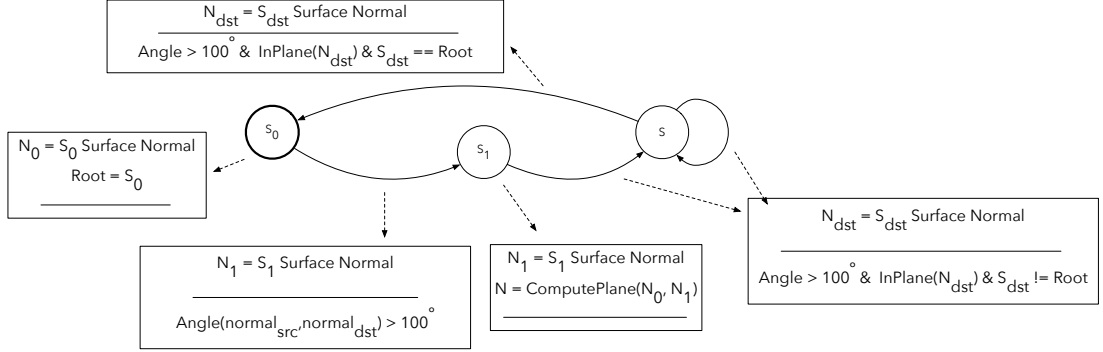 N_dst = S_dst Surface Normal
Angle > 100° & InPlane(N_dst) & S_dst == Root
S_0
S_1
S
N_0 = S_0 Surface Normal
Root = S_0
N_1 = S_1 Surface Normal
Angle(normal_src,normal_dst) > 100°
N_1 = S_1 Surface Normal
N = ComputePlane(N_0, N_1)
N_dst = S_dst Surface Normal
Angle > 100° & InPlane(N_dst) & S_dst != Root